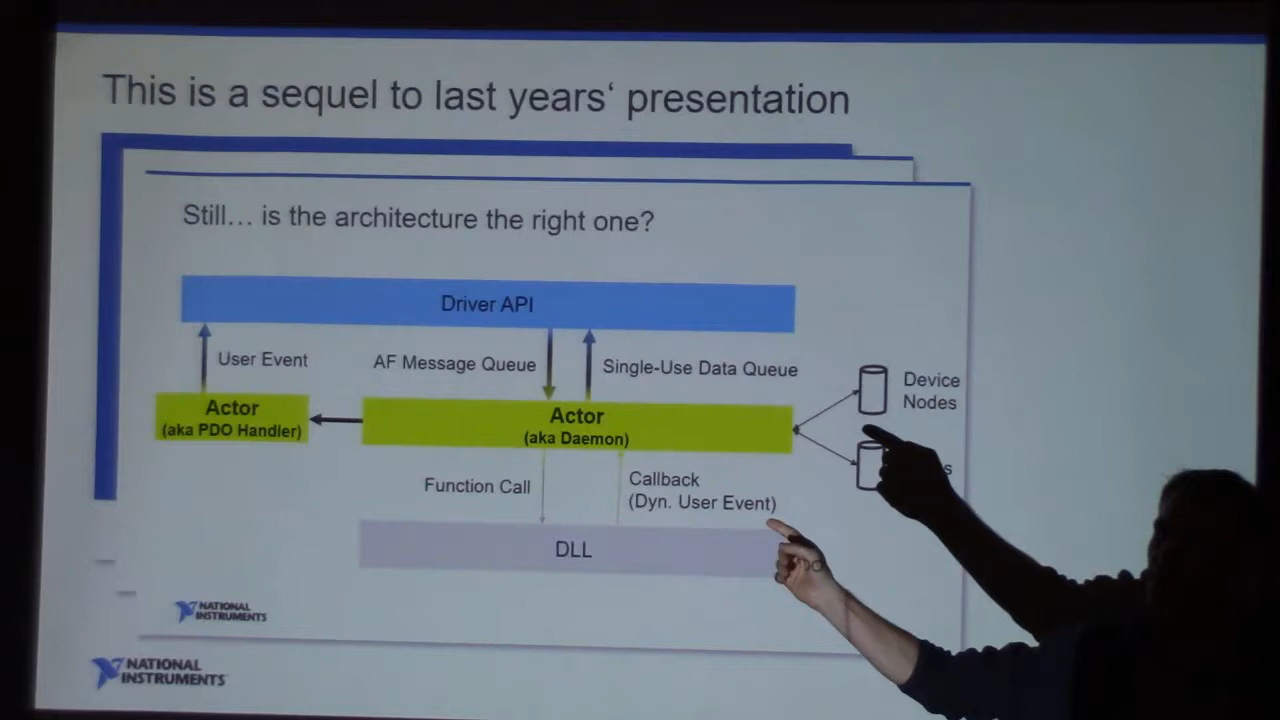 This is a sequel to last years‘ presentation
Still… is the architecture the right one?
Driver API
User Event
AF Message Queue
Single-Use Data Queue
Device
Nodes
Actor
(aka PDO Handler)
Actor
(aka Daemon)
Function Call
Callback
(Dyn. User Event)
DLL
NATIONAL
INSTRUMENTS
NATIONAL
INSTRUMENTS